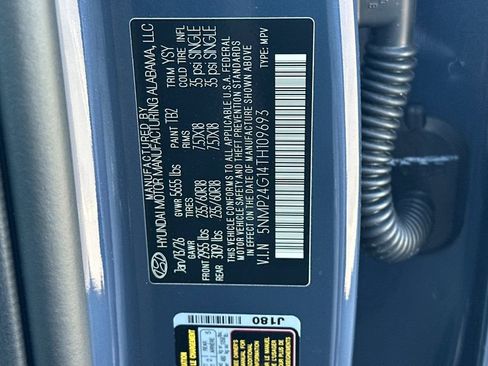 MANUFACTURED BY
HYUNDAI MOTOR MANUFACTURING ALABAMA, LLC
Jan/13/26 GVWR 5655 lbs PAINT TB2 TRIM YSY
GAWR TIRES RIMS COLD TIRE
FRONT 2955 lbs 235/60R18 7.5JX18 35 psi SINGLE
REAR 3109 lbs 235/60R18 7.5JX18 35 psi SINGLE
THIS VEHICLE CONFORMS TO ALL APPLICABLE U.S.A. FEDERAL
MOTOR VEHICLE SAFETY, BUMPER, AND THEFT PREVENTION STANDARDS
IN EFFECT ON THE DATE OF MANUFACTURE SHOWN ABOVE.
V.I.N 5NMP24G14TH109693 TYPE: MPV
J180